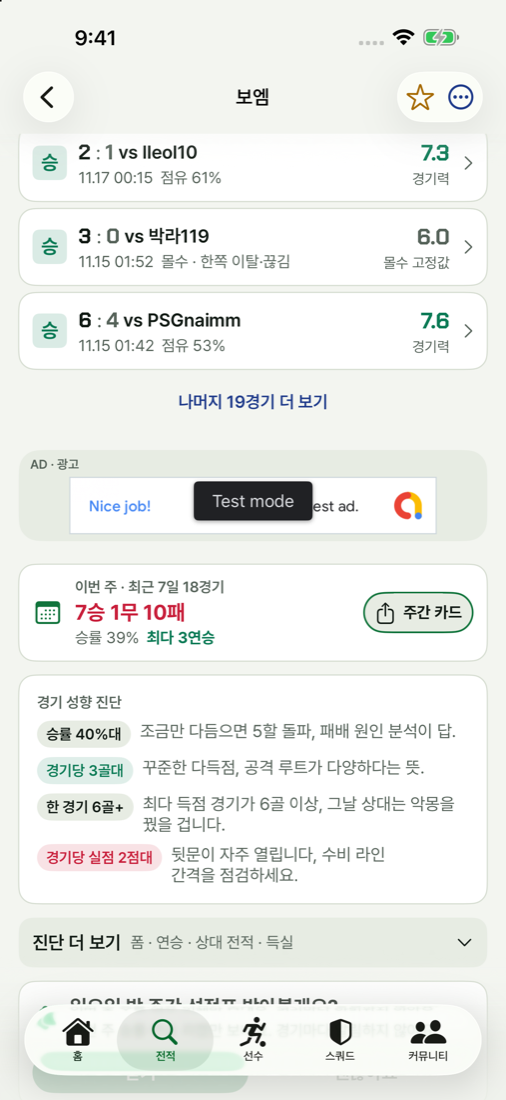 9:41
보엠
승
2 : 1 vs lleol10
7.3
11.17 00:15 점유 61%
경기력
승
3 : 0 vs 박라119
6.0
11.15 01:52 몰수 · 한쪽 이탈·끊김
몰수 고정값
승
6 : 4 vs PSGnaimm
7.6
11.15 01:42 점유 53%
경기력
나머지 19경기 더 보기
AD · 광고
Nice job!
Test mode
est ad.
이번 주 · 최근 7일 18경기
7승 1무 10패
승률 39% 최다 3연승
주간 카드
경기 성향 진단
승률 40%대
조금만 다듬으면 5할 돌파, 패배 원인 분석이 답.
경기당 3골대
꾸준한 다득점, 공격 루트가 다양하다는 뜻.
한 경기 6골+
최다 득점 경기가 6골 이상, 그날 상대는 악몽을
꿨을 겁니다.
경기당 실점 2점대
뒷문이 자주 열립니다, 수비 라인
간격을 점검하세요.
진단 더 보기 폼 · 연승 · 상대 전적 · 득실
홈
전적
선수
스쿼드
커뮤니티